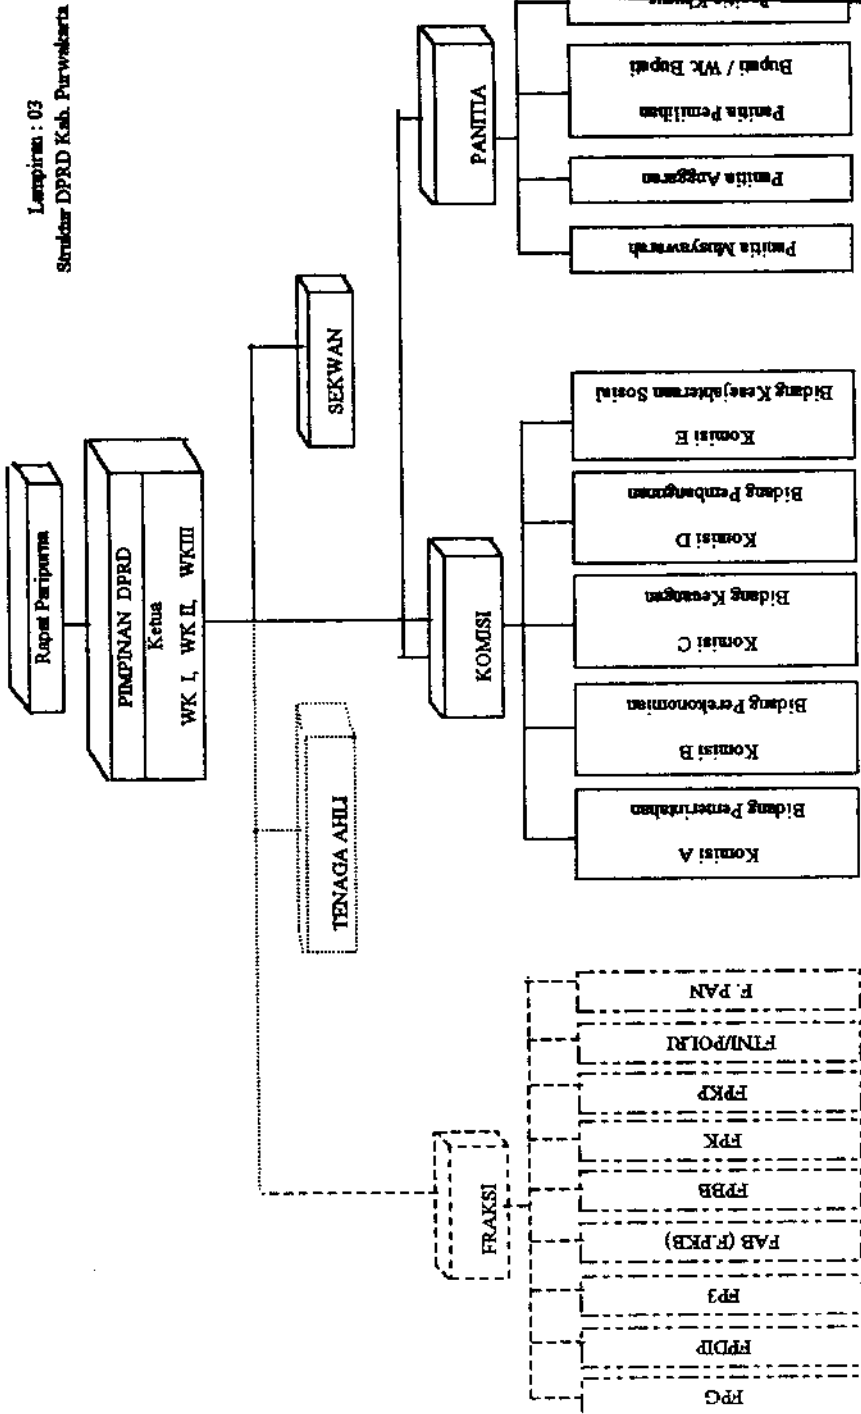 Lampiran : 03
Struktur DPRD Kab. Purwakarta
Rapat Paripurna
PIMPINAN DPRD
Ketua
WK I, WK II, WKIII
TENAGA AHLI
SEKWAN
FRAKSI
KOMISI
PANITIA
FPG
FPDIP
FP3
FAB (F.PKB)
FPBB
FPK
FPKP
FTNI/POLRI
F. PAN
Komisi A
Bidang Pemerintahan
Komisi B
Bidang Perekonomian
Komisi C
Bidang Keuangan
Komisi D
Bidang Pembangunan
Komisi E
Bidang Kesejahteraan Sosial
Panitia Musyawarah
Panitia Anggaran
Panitia Pemilihan
Bupati / Wk. Bupati